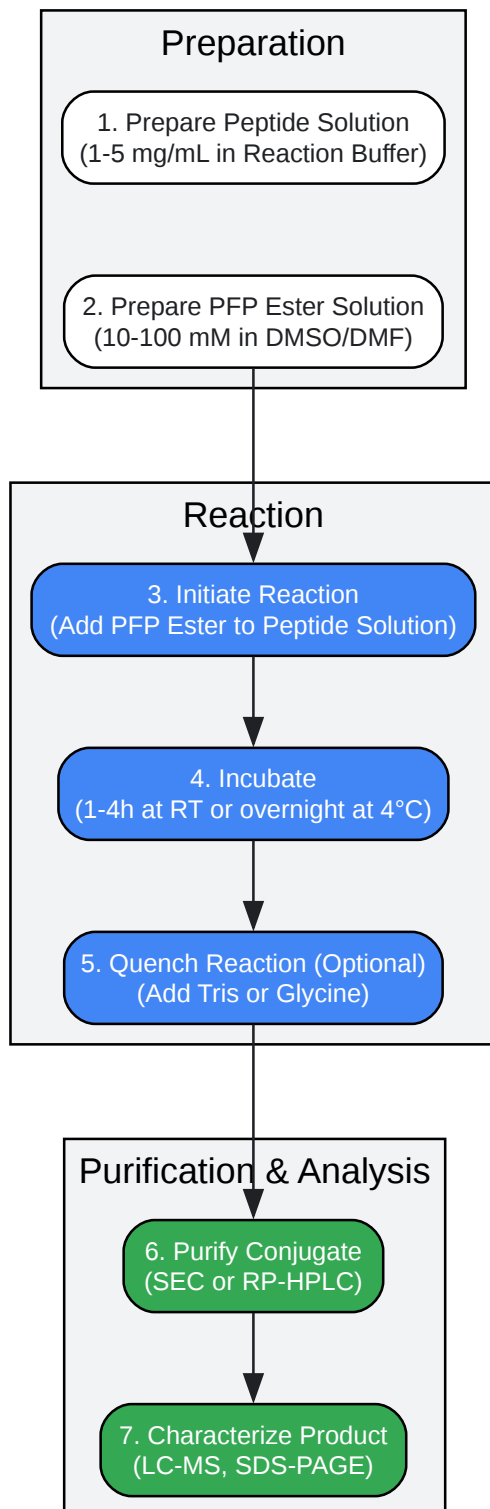 Preparation
1. Prepare Peptide Solution
(1-5 mg/mL in Reaction Buffer)
2. Prepare PFP Ester Solution
(10-100 mM in DMSO/DMF)
Reaction
3. Initiate Reaction
(Add PFP Ester to Peptide Solution)
4. Incubate
(1-4h at RT or overnight at 4°C)
5. Quench Reaction (Optional)
(Add Tris or Glycine)
Purification & Analysis
6. Purify Conjugate
(SEC or RP-HPLC)
7. Characterize Product
(LC-MS, SDS-PAGE)